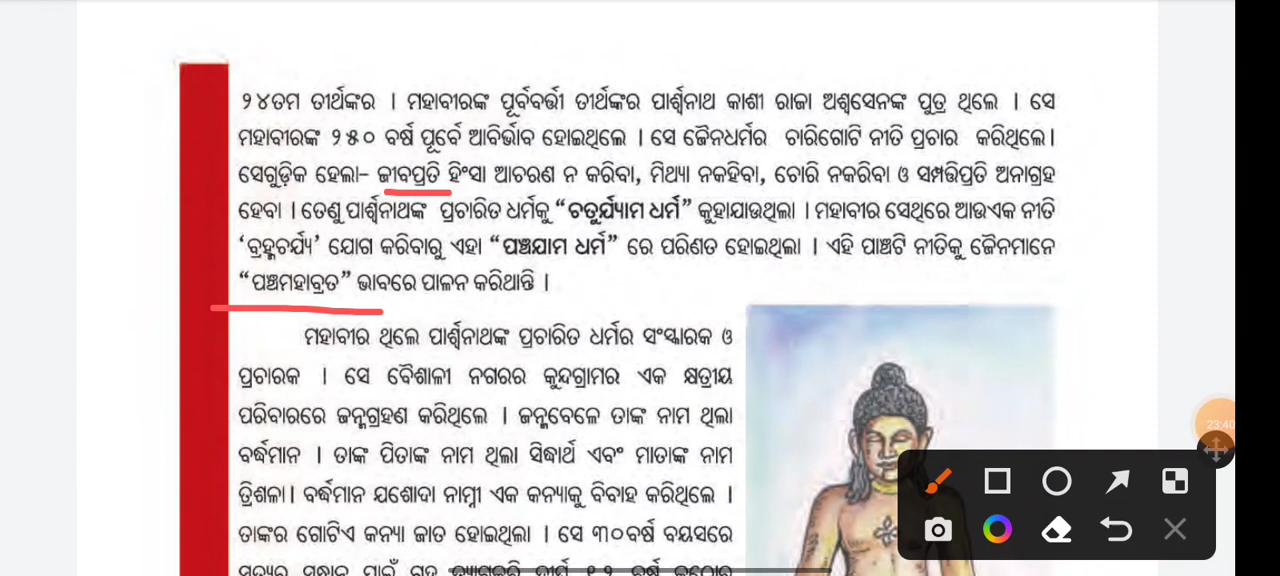 ୨୪ତମ ତୀର୍ଥଙ୍କର । ମହାବୀରଙ୍କ ପୂର୍ବବର୍ତ୍ତୀ ତୀର୍ଥଙ୍କର ପାର୍ଶ୍ୱନାଥ କାଶୀ ରାଜା ଅଶ୍ୱସେନଙ୍କ ପୁତ୍ର ଥିଲେ । ସେ
ମହାବୀରଙ୍କ ୨୫୦ ବର୍ଷ ପୂର୍ବେ ଆବିର୍ଭାବ ହୋଇଥିଲେ । ସେ ଜୈନଧର୍ମର ଚାରିଗୋଟି ନୀତି ପ୍ରଚାର କରିଥିଲେ।
ସେଗୁଡ଼ିକ ହେଲା- ଜୀବପ୍ରତି ହିଂସା ଆଚରଣ ନ କରିବା, ମିଥ୍ୟା ନକହିବା, ଚୋରି ନକରିବା ଓ ସମ୍ପତ୍ତିପ୍ରତି ଅନାଗ୍ରହ
ହେବା । ତେଣୁ ପାର୍ଶ୍ୱନାଥଙ୍କ ପ୍ରଚାରିତ ଧର୍ମକୁ “ଚତୁର୍ଯ୍ୟାମ ଧର୍ମ” କୁହାଯାଉଥିଲା । ମହାବୀର ସେଥିରେ ଆଉଏକ ନୀତି
‘ବ୍ରହ୍ମଚର୍ଯ୍ୟ’ ଯୋଗ କରିବାରୁ ଏହା “ପଞ୍ଚଯାମ ଧର୍ମ” ରେ ପରିଣତ ହୋଇଥିଲା । ଏହି ପାଞ୍ଚଟି ନୀତିକୁ ଜୈନମାନେ
“ପଞ୍ଚମହାବ୍ରତ” ଭାବରେ ପାଳନ କରିଥାନ୍ତି ।
ମହାବୀର ଥିଲେ ପାର୍ଶ୍ୱନାଥଙ୍କ ପ୍ରଚାରିତ ଧର୍ମର ସଂସ୍କାରକ ଓ
ପ୍ରଚାରକ । ସେ ବୈଶାଳୀ ନଗରର କୁନ୍ଦଗ୍ରାମର ଏକ କ୍ଷତ୍ରୀୟ
ପରିବାରରେ ଜନ୍ମଗ୍ରହଣ କରିଥିଲେ । ଜନ୍ମବେଳେ ତାଙ୍କ ନାମ ଥିଲା
ବର୍ଦ୍ଧମାନ । ତାଙ୍କ ପିତାଙ୍କ ନାମ ଥିଲା ସିଦ୍ଧାର୍ଥ ଏବଂ ମାତାଙ୍କ ନାମ
ତ୍ରିଶଳା। ବର୍ଦ୍ଧମାନ ଯଶୋଦା ନାମ୍ନୀ ଏକ କନ୍ୟାକୁ ବିବାହ କରିଥିଲେ ।
ତାଙ୍କର ଗୋଟିଏ କନ୍ୟା ଜାତ ହୋଇଥିଲା । ସେ ୩୦ବର୍ଷ ବୟସରେ
23:40